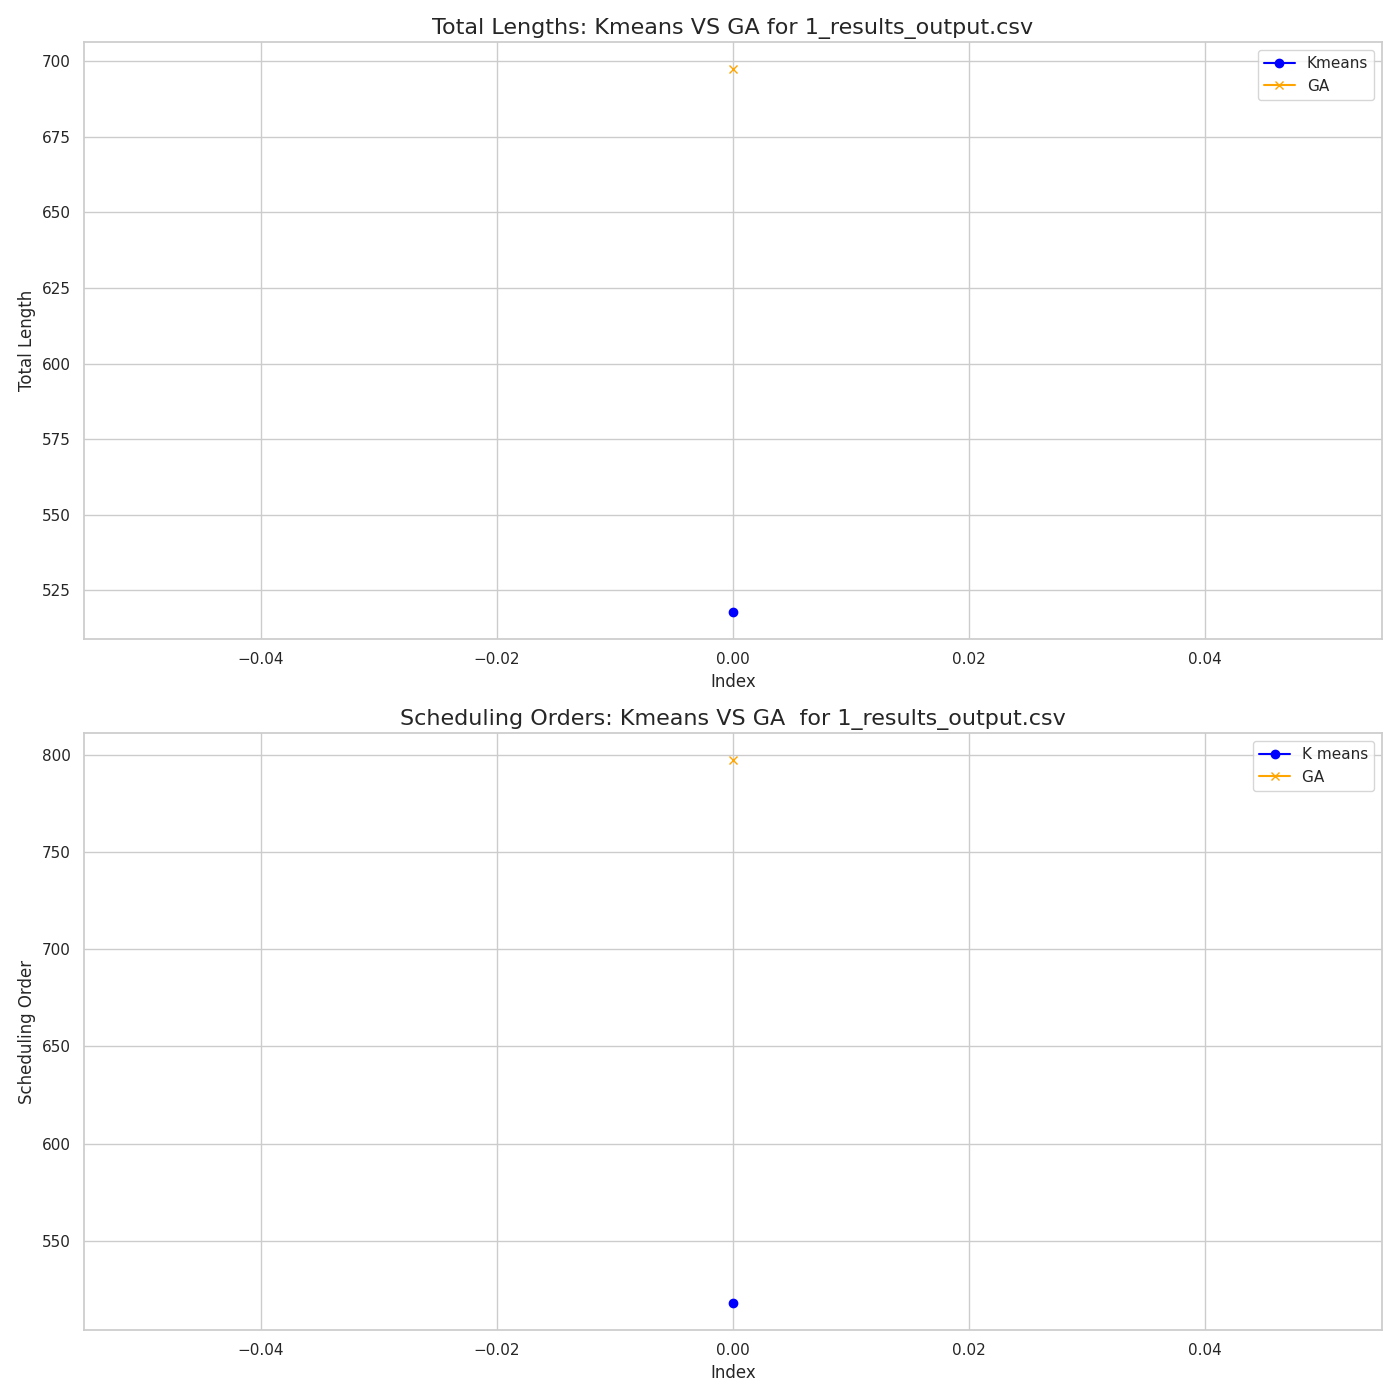 Total Lengths: Kmeans VS GA for 1_results_output.csv
Kmeans
GA
700
675
650
625
600
575
550
525
Total Length
−0.04 −0.02 0.00 0.02 0.04
Index
Scheduling Orders: Kmeans VS GA  for 1_results_output.csv
K means
GA
800
750
700
650
600
550
Scheduling Order
−0.04 −0.02 0.00 0.02 0.04
Index